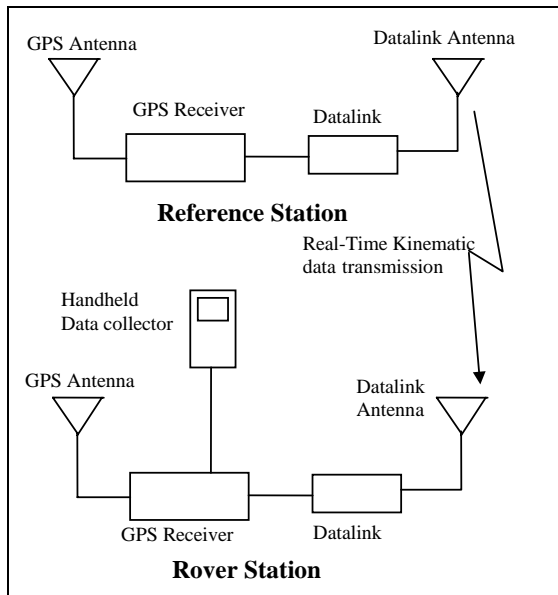 GPS Antenna
Datalink Antenna
GPS Receiver
Datalink
Reference Station
Real-Time Kinematic
data transmission
Handheld
Data collector
GPS Antenna
Datalink
Antenna
GPS Receiver
Datalink
Rover Station